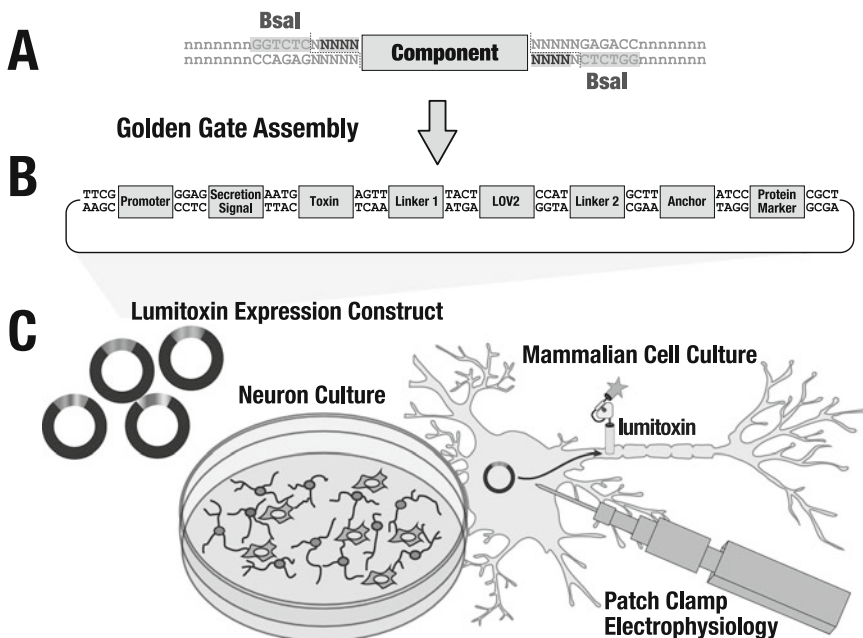 A
BsaI
nnnnnnnGGTCTCNNNNN Component NNNNNGAGACCnnnnnnn
nnnnnnnCCAGAGNNNNN NNNNNCTCTGGnnnnnnn
BsaI
Golden Gate Assembly
B
TTCG Promoter GGAG Secretion Signal AATG Toxin AGTT Linker 1 TACT LOV2 CCAT Linker 2 GCTT Anchor ATCC Protein Marker CGCT
AAGC CCTC TTAC TCAA ATGA GGTA CGAA TAGG GCGA
Lumitoxin Expression Construct
C
Mammalian Cell Culture
Neuron Culture
lumitoxin
Patch Clamp
Electrophysiology